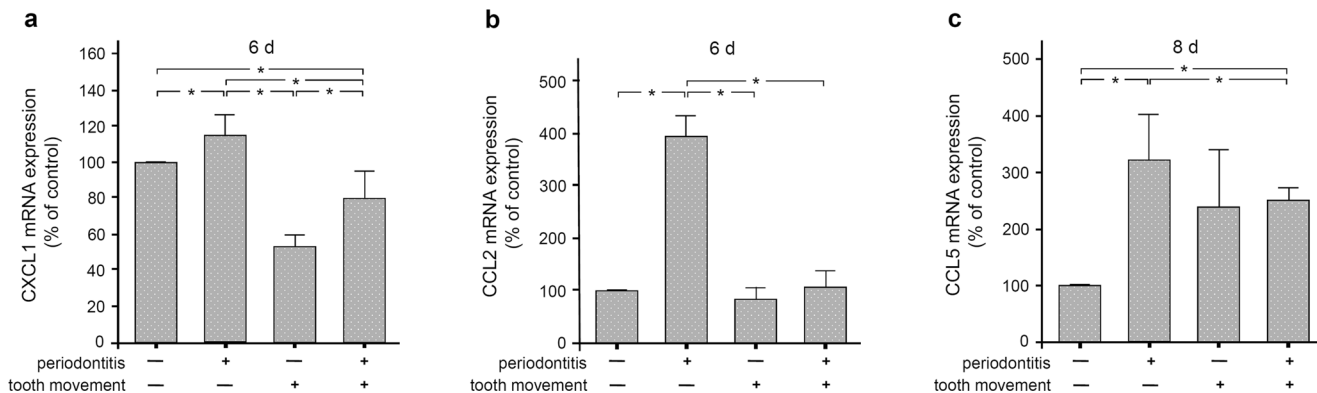 a
6 d
CXCL1 mRNA expression
(% of control)
160
140
120
100
80
60
40
20
0
* 
* 
* * *
periodontitis — + — +
tooth movement — — + +
b
6 d
CCL2 mRNA expression
(% of control)
500
400
300
200
100
0
*
* *
periodontitis — + — +
tooth movement — — + +
c
8 d
CCL5 mRNA expression
(% of control)
500
400
300
200
100
0
*
* *
periodontitis — + — +
tooth movement — — + +